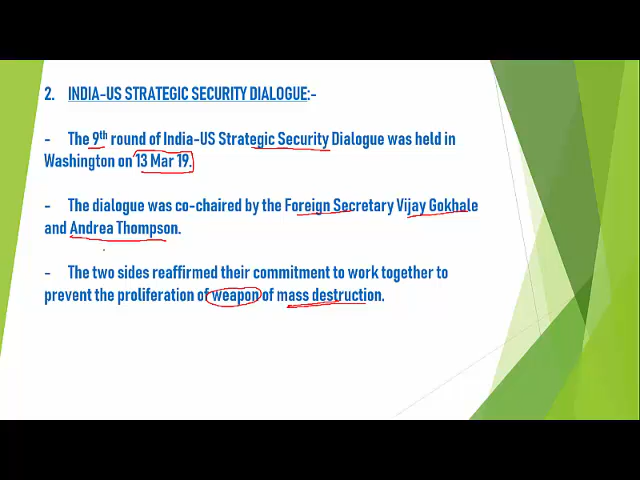 2. INDIA-US STRATEGIC SECURITY DIALOGUE:-
- The 9th round of India-US Strategic Security Dialogue was held in
Washington on 13 Mar 19.
- The dialogue was co-chaired by the Foreign Secretary Vijay Gokhale
and Andrea Thompson.
- The two sides reaffirmed their commitment to work together to
prevent the proliferation of weapon of mass destruction.